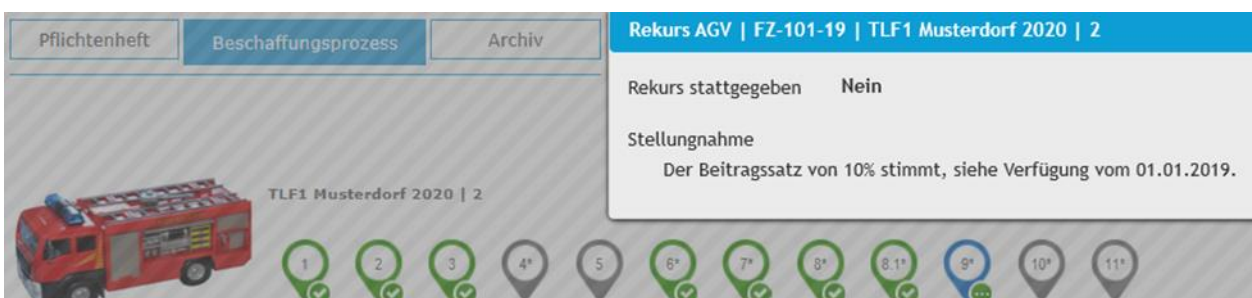 Pflichtenheft
Beschaffungsprozess
Archiv
Rekurs AGV | FZ-101-19 | TLF1 Musterdorf 2020 | 2
Rekurs stattgegeben Nein
Stellungnahme
Der Beitragssatz von 10% stimmt, siehe Verfügung vom 01.01.2019.
TLF1 Musterdorf 2020 | 2
1 2 3 4* 5 6* 7* 8* 8.1* 9* 10* 11*